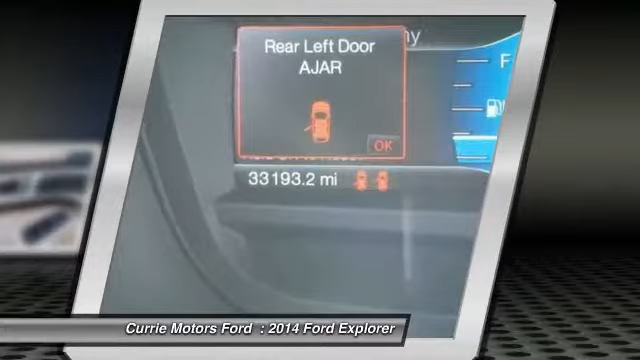 Rear Left Door
AJAR
OK
F
33193.2 mi
Currie Motors Ford : 2014 Ford Explorer